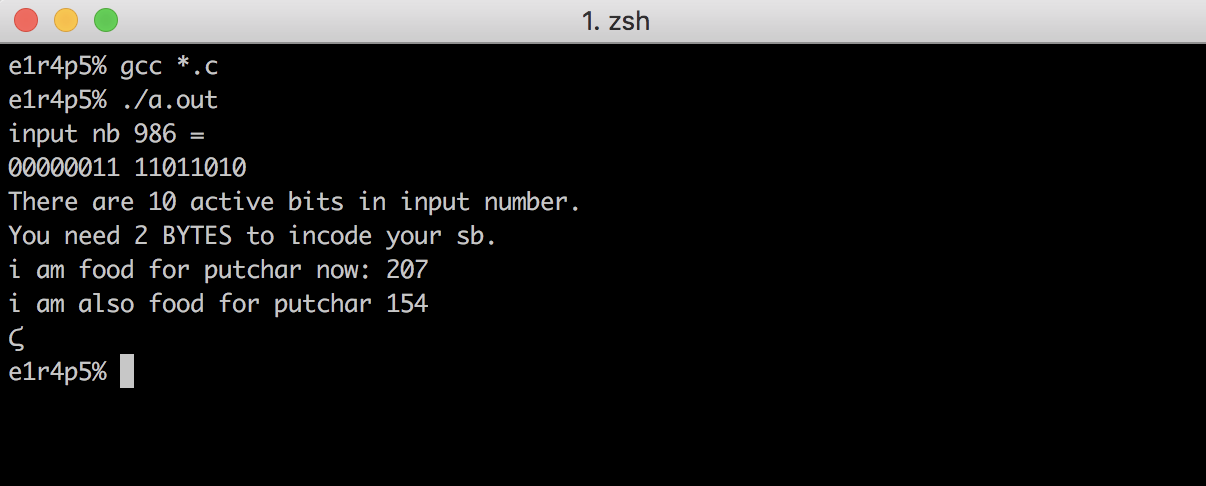 1. zsh
e1r4p5% gcc *.c
e1r4p5% ./a.out
input nb 986 =
00000011 11011010
There are 10 active bits in input number.
You need 2 BYTES to incode your sb.
i am food for putchar now: 207
i am also food for putchar 154
Ϛ
e1r4p5%